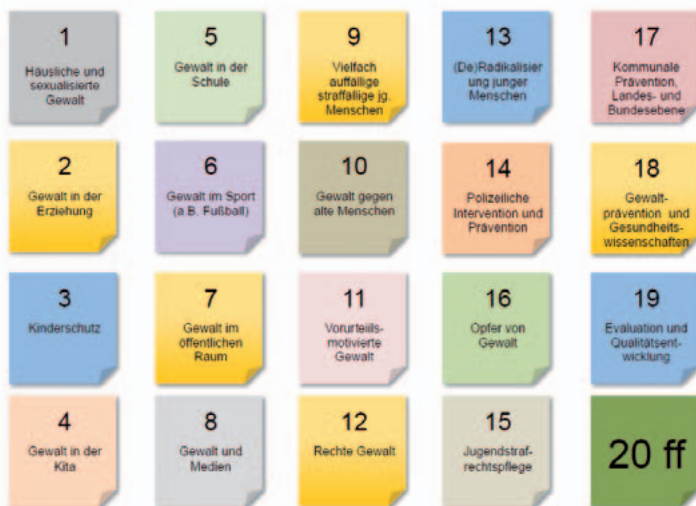 1
Häusliche und
sexualisierte
Gewalt
2
Gewalt in der
Erziehung
3
Kinderschutz
4
Gewalt in der
Kita
5
Gewalt in der
Schule
6
Gewalt im Sport
(a.B. Fußball)
7
Gewalt im
öffentlichen
Raum
8
Gewalt und
Medien
9
Vielfach
auffällige
straffällige jg.
Menschen
10
Gewalt gegen
alte Menschen
11
Vorurteills-
motivierte
Gewalt
12
Rechte Gewalt
13
(De)Radikalisier
ung junger
Menschen
14
Polizeiliche
Intervention und
Prävention
16
Opfer von
Gewalt
15
Jugendstraf-
rechtspflege
17
Kommunale
Prävention,
Landes- und
Bundesebene
18
Gewalt-
prävention und
Gesundheits-
wissenschaften
19
Evaluation und
Qualitätsent-
wicklung
20 ff